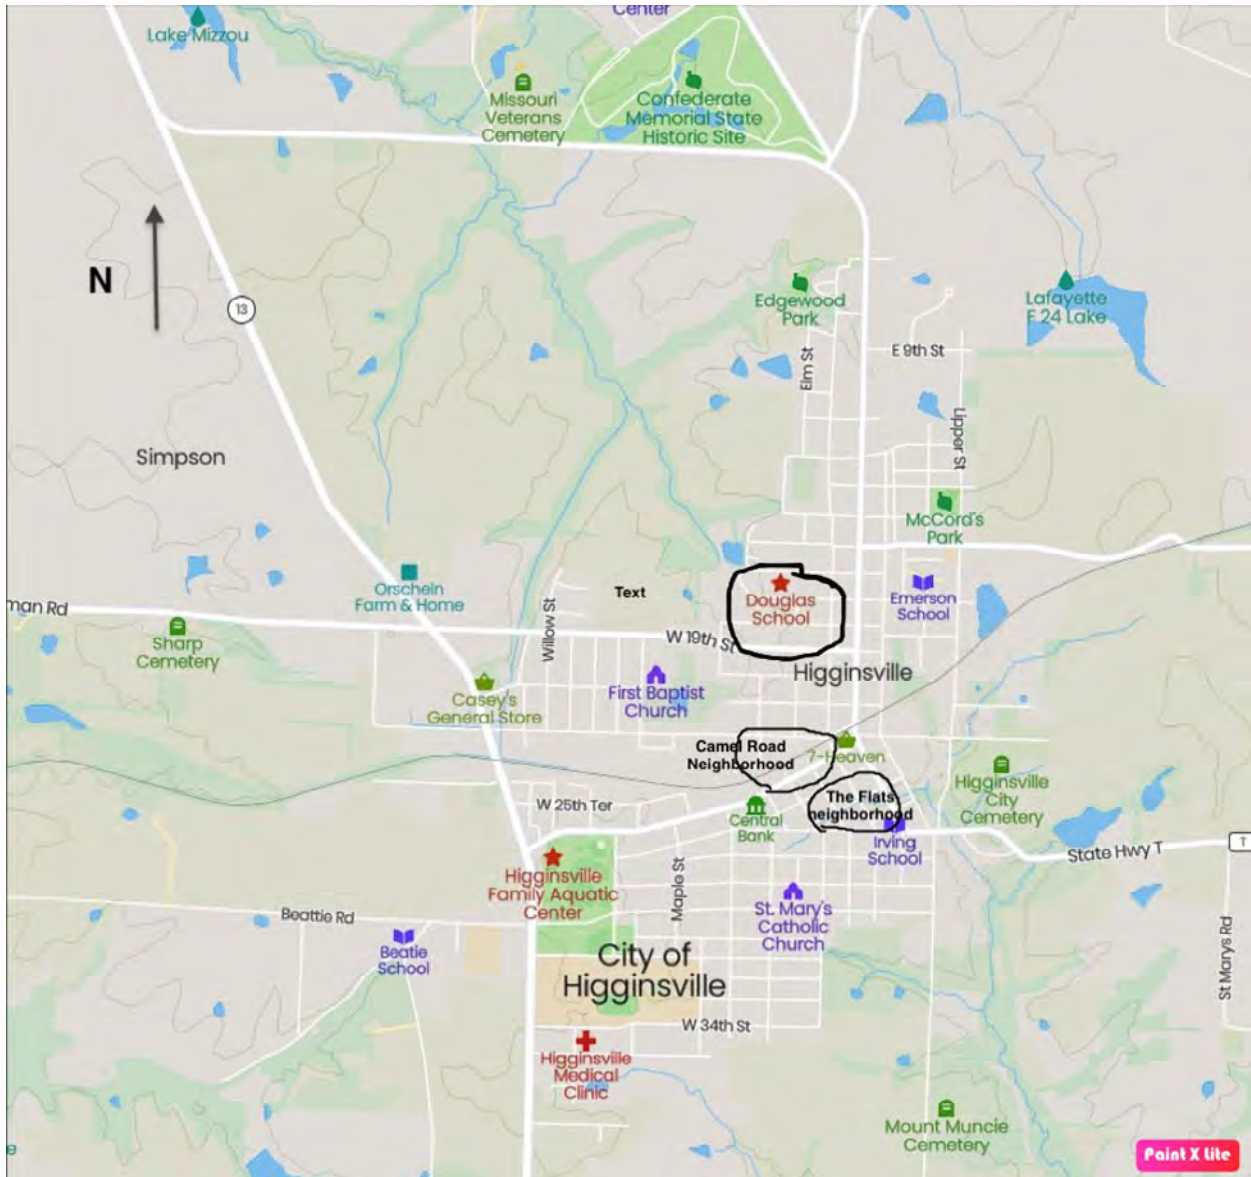 Center
Lake Mizzou
Missouri
Veterans
Cemetery
Confederate
Memorial State
Historic Site
N
13
Edgewood
Park
Lafayette
F 24 Lake
Elm St
E 9th St
Upper St
Simpson
McCord's
Park
Orscheln
Farm & Home
Text
Douglas
School
Emerson
School
man Rd
Sharp
Cemetery
Willow St
W 19th St
Higginsville
Casey's
General Store
First Baptist
Church
Camel Road
Neighborhood
7-Heaven
Higginsville
City
Cemetery
W 25th Ter
Central
Bank
The Flats
neighborhood
Irving
School
State Hwy T
T
Higginsville
Family Aquatic
Center
Maple St
St. Mary's
Catholic
Church
Beattie Rd
Beatie
School
City of
Higginsville
St Marys Rd
W 34th St
Higginsville
Medical
Clinic
Mount Muncie
Cemetery
e
Paint X Lite